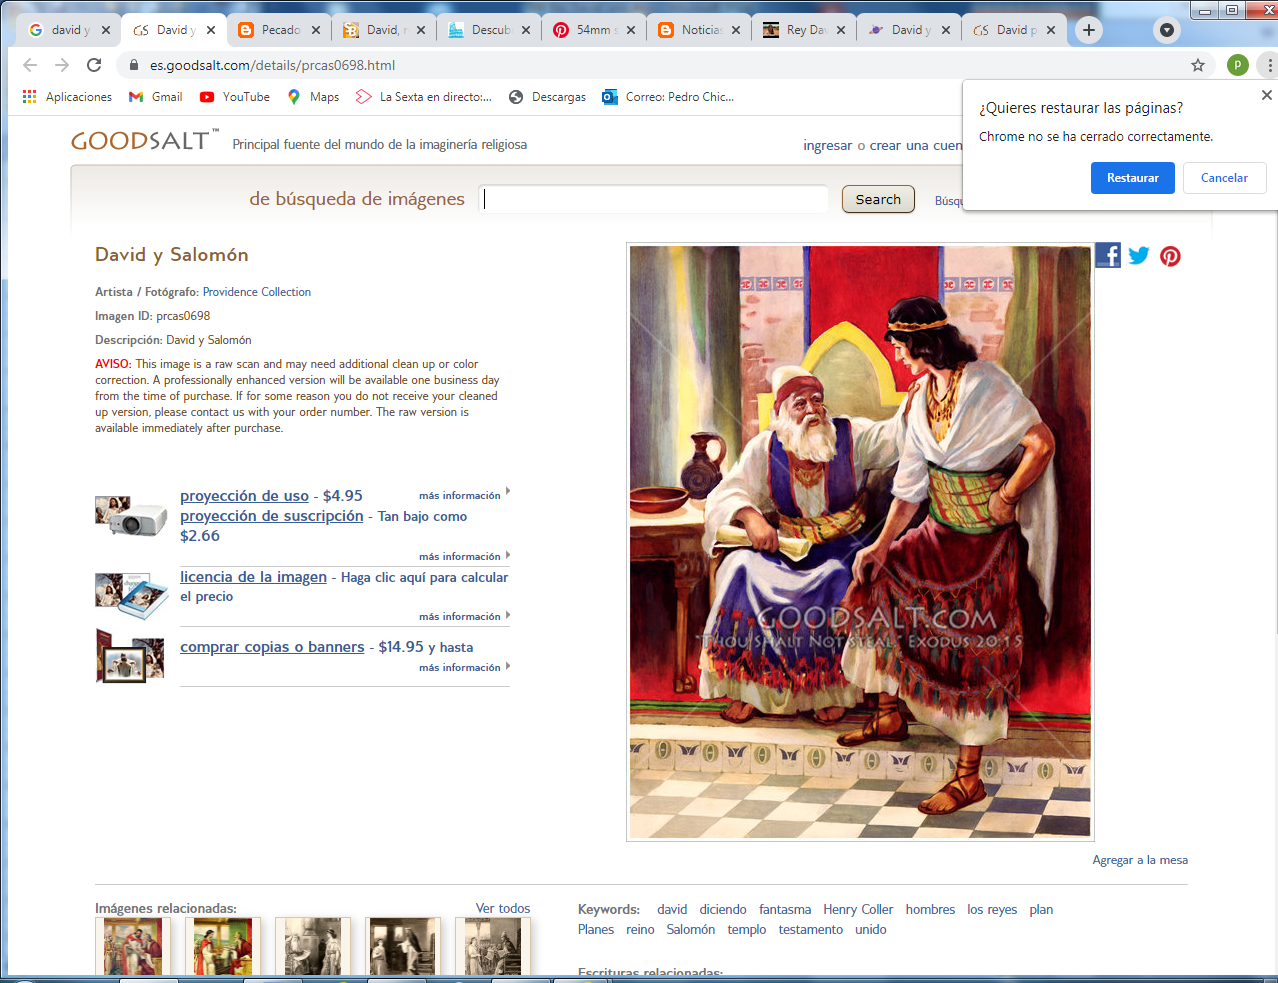 david y
David y
Pecado
David, r
Descub
54mm s
Noticias
Rey Dav
David y
David p
es.goodsalt.com/details/prcas0698.html
P
Aplicaciones
Gmail
YouTube
Maps
La Sexta en directo:...
Descargas
Correo: Pedro Chic...
¿Quieres restaurar las páginas?
Chrome no se ha cerrado correctamente.
Restaurar
Cancelar
GOODSALT™
Principal fuente del mundo de la imaginería religiosa
ingresar o crear una cuen
de búsqueda de imágenes
Search
Búsqu
David y Salomón
Artista / Fotógrafo: Providence Collection
Imagen ID: prcas0698
Descripción: David y Salomón
AVISO: This image is a raw scan and may need additional clean up or color
correction. A professionally enhanced version will be available one business day
from the time of purchase. If for some reason you do not receive your cleaned
up version, please contact us with your order number. The raw version is
available immediately after purchase.
proyección de uso - $4.95
más información
proyección de suscripción - Tan bajo como
$2.66
más información
licencia de la imagen - Haga clic aquí para calcular
el precio
más información
comprar copias o banners - $14.95 y hasta
más información
GOODSALT.COM
"THOU SHALT NOT STEAL" EXODUS 20:15
Agregar a la mesa
Imágenes relacionadas:
Ver todos
Keywords: david diciendo fantasma Henry Coller hombres los reyes plan
Planes reino Salomón templo testamento unido
Escrituras relacionadas: